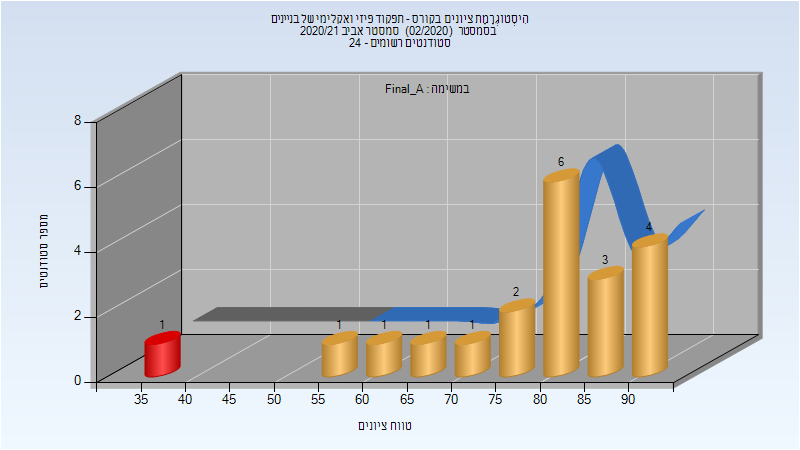 היסטוגרמת ציונים בקורס - תפקוד פיזי ואקלימי של בניינים
בסמסטר (02/2020) סמסטר אביב 2020/21
סטודנטים רשומים - 24
במשימה : Final_A
מספר סטודנטים
8
6
4
2
0
1
1
1
1
1
2
6
3
4
35 40 45 50 55 60 65 70 75 80 85 90
טווח ציונים